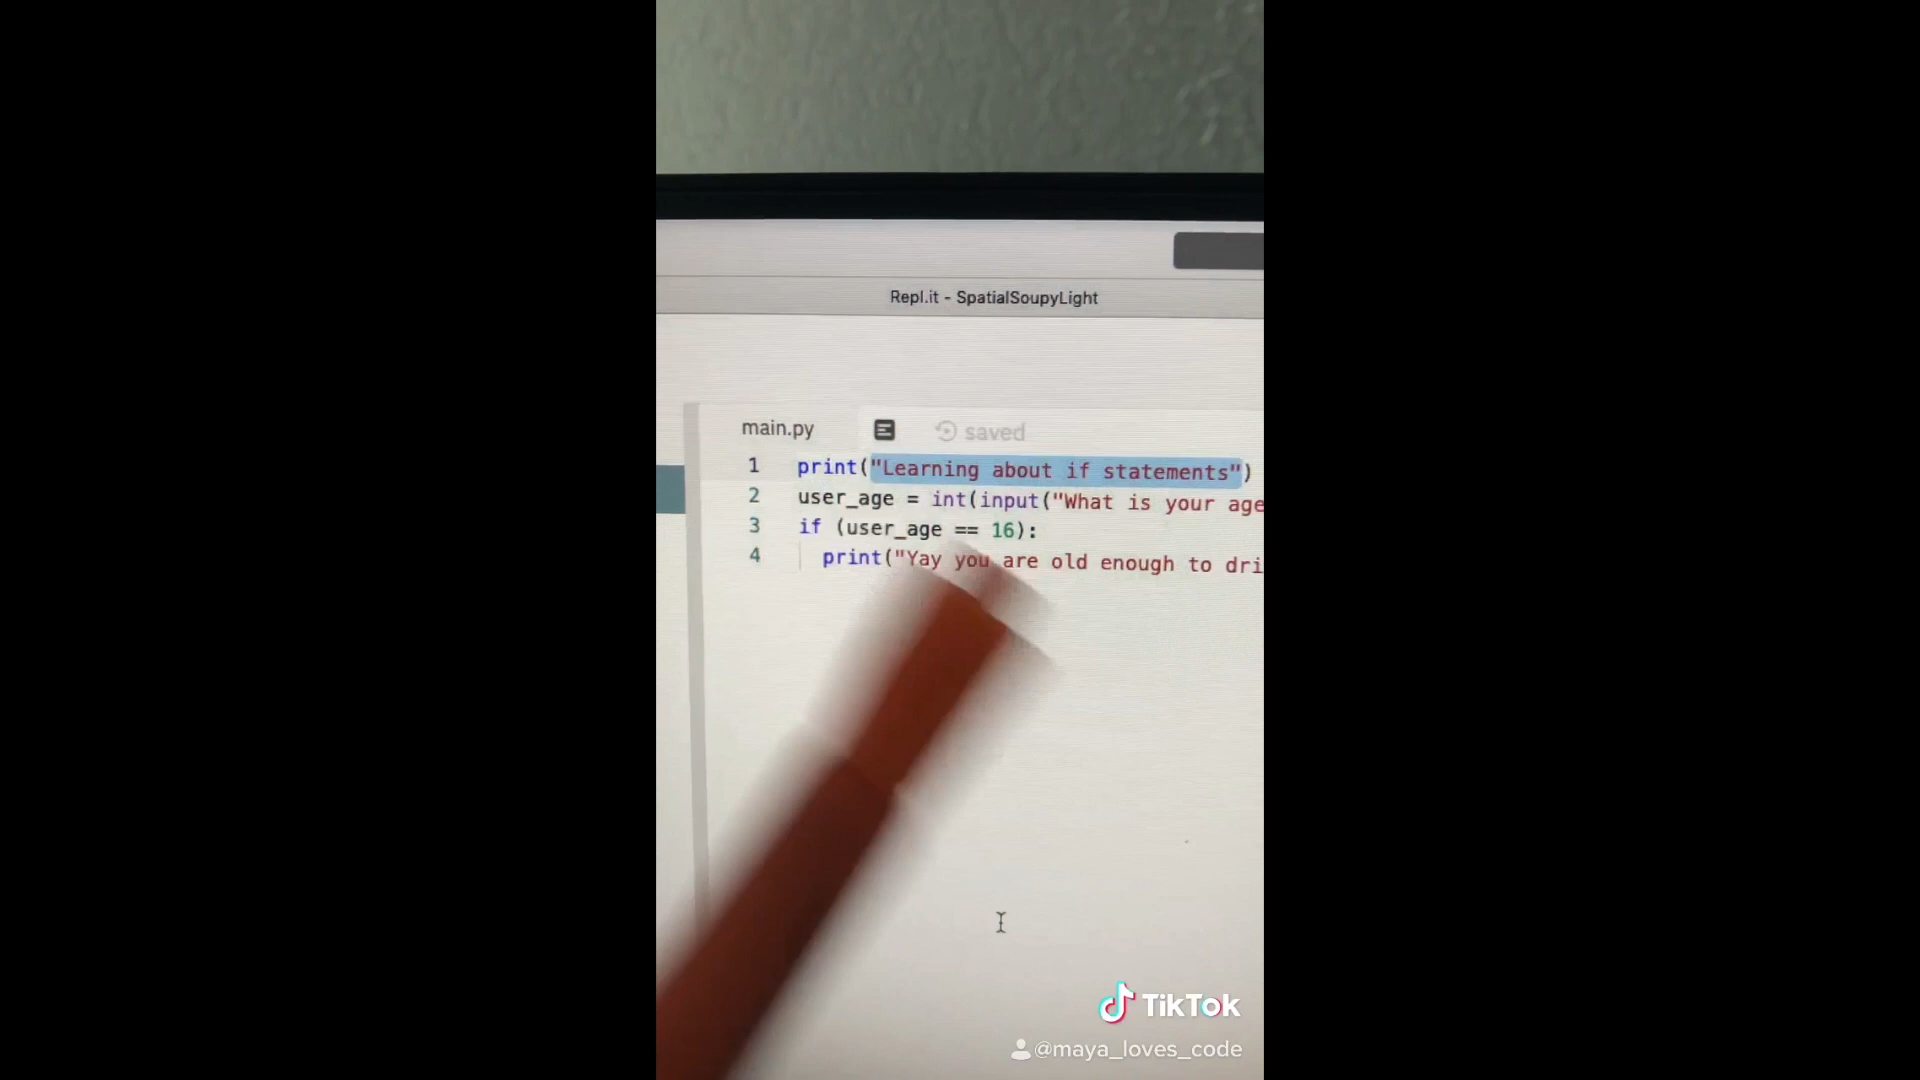 Repl.it - SpatialSoupyLight
main.py
saved
1 print("Learning about if statements")
2 user_age = int(input("What is your age
3 if (user_age == 16):
4 print("Yay you are old enough to dri
TikTok
@maya_loves_code